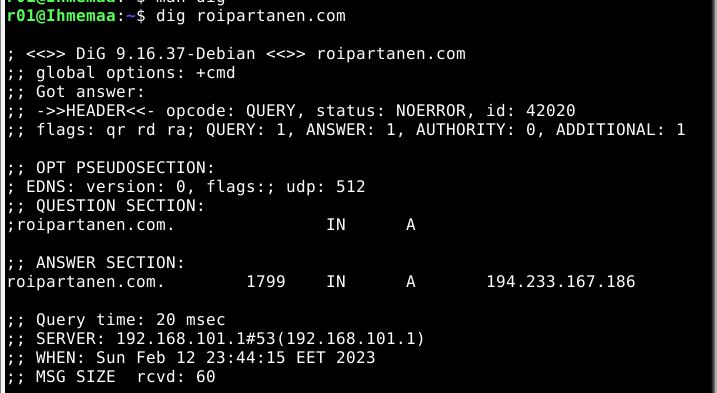 r01@Ihmemaa:~$ dig roipartanen.com
; <<>> DiG 9.16.37-Debian <<>> roipartanen.com
;; global options: +cmd
;; Got answer:
;; ->>HEADER<<- opcode: QUERY, status: NOERROR, id: 42020
;; flags: qr rd ra; QUERY: 1, ANSWER: 1, AUTHORITY: 0, ADDITIONAL: 1
;; OPT PSEUDOSECTION:
; EDNS: version: 0, flags:; udp: 512
;; QUESTION SECTION:
;roipartanen.com. IN A
;; ANSWER SECTION:
roipartanen.com. 1799 IN A 194.233.167.186
;; Query time: 20 msec
;; SERVER: 192.168.101.1#53(192.168.101.1)
;; WHEN: Sun Feb 12 23:44:15 EET 2023
;; MSG SIZE rcvd: 60